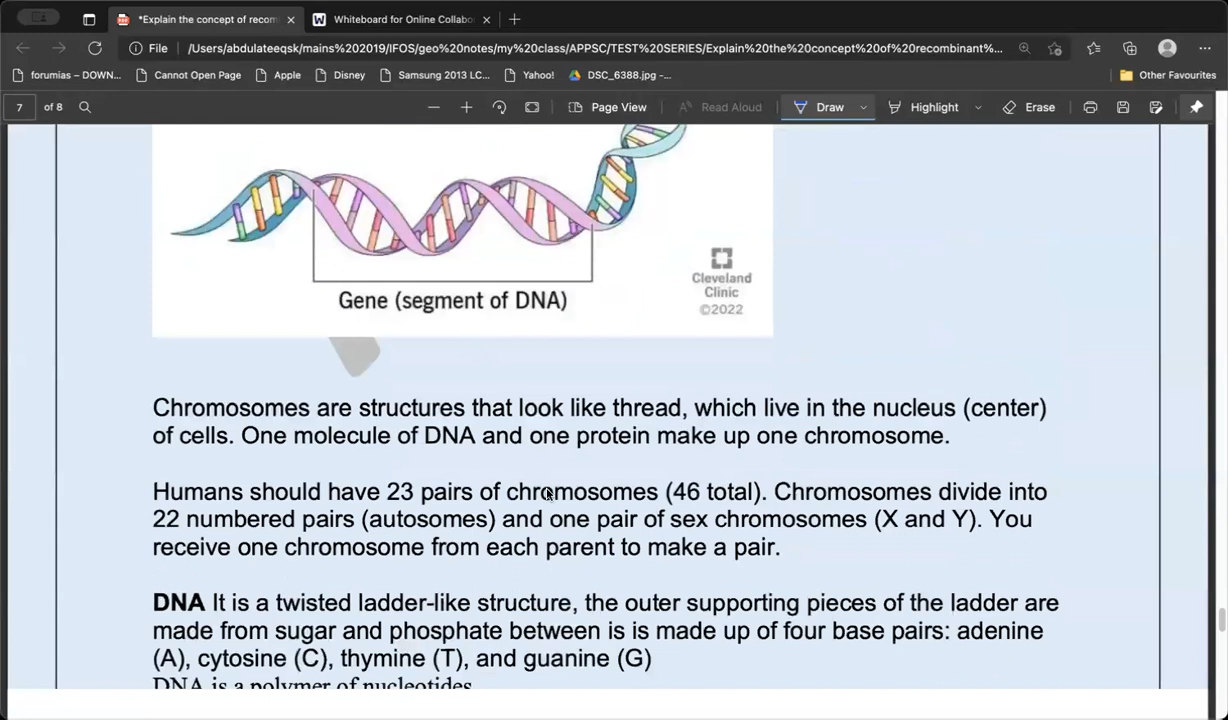 *Explain the concept of recom
Whiteboard for Online Collabo
File
/Users/abdulateeqsk/mains%202019/IFOS/geo%20notes/my%20class/APPSC/TEST%20SERIES/Explain%20the%20concept%20of%20recombinant%...
forumias – DOWN...
Cannot Open Page
Apple
Disney
Samsung 2013 LC...
Yahoo!
DSC_6388.jpg -...
Other Favourites
7 of 8
Page View
Read Aloud
Draw
Highlight
Erase
Gene (segment of DNA)
Cleveland
Clinic
©2022
Chromosomes are structures that look like thread, which live in the nucleus (center)
of cells. One molecule of DNA and one protein make up one chromosome.
Humans should have 23 pairs of chromosomes (46 total). Chromosomes divide into
22 numbered pairs (autosomes) and one pair of sex chromosomes (X and Y). You
receive one chromosome from each parent to make a pair.
DNA It is a twisted ladder-like structure, the outer supporting pieces of the ladder are
made from sugar and phosphate between is is made up of four base pairs: adenine
(A), cytosine (C), thymine (T), and guanine (G)
DNA is a polymer of nucleotides